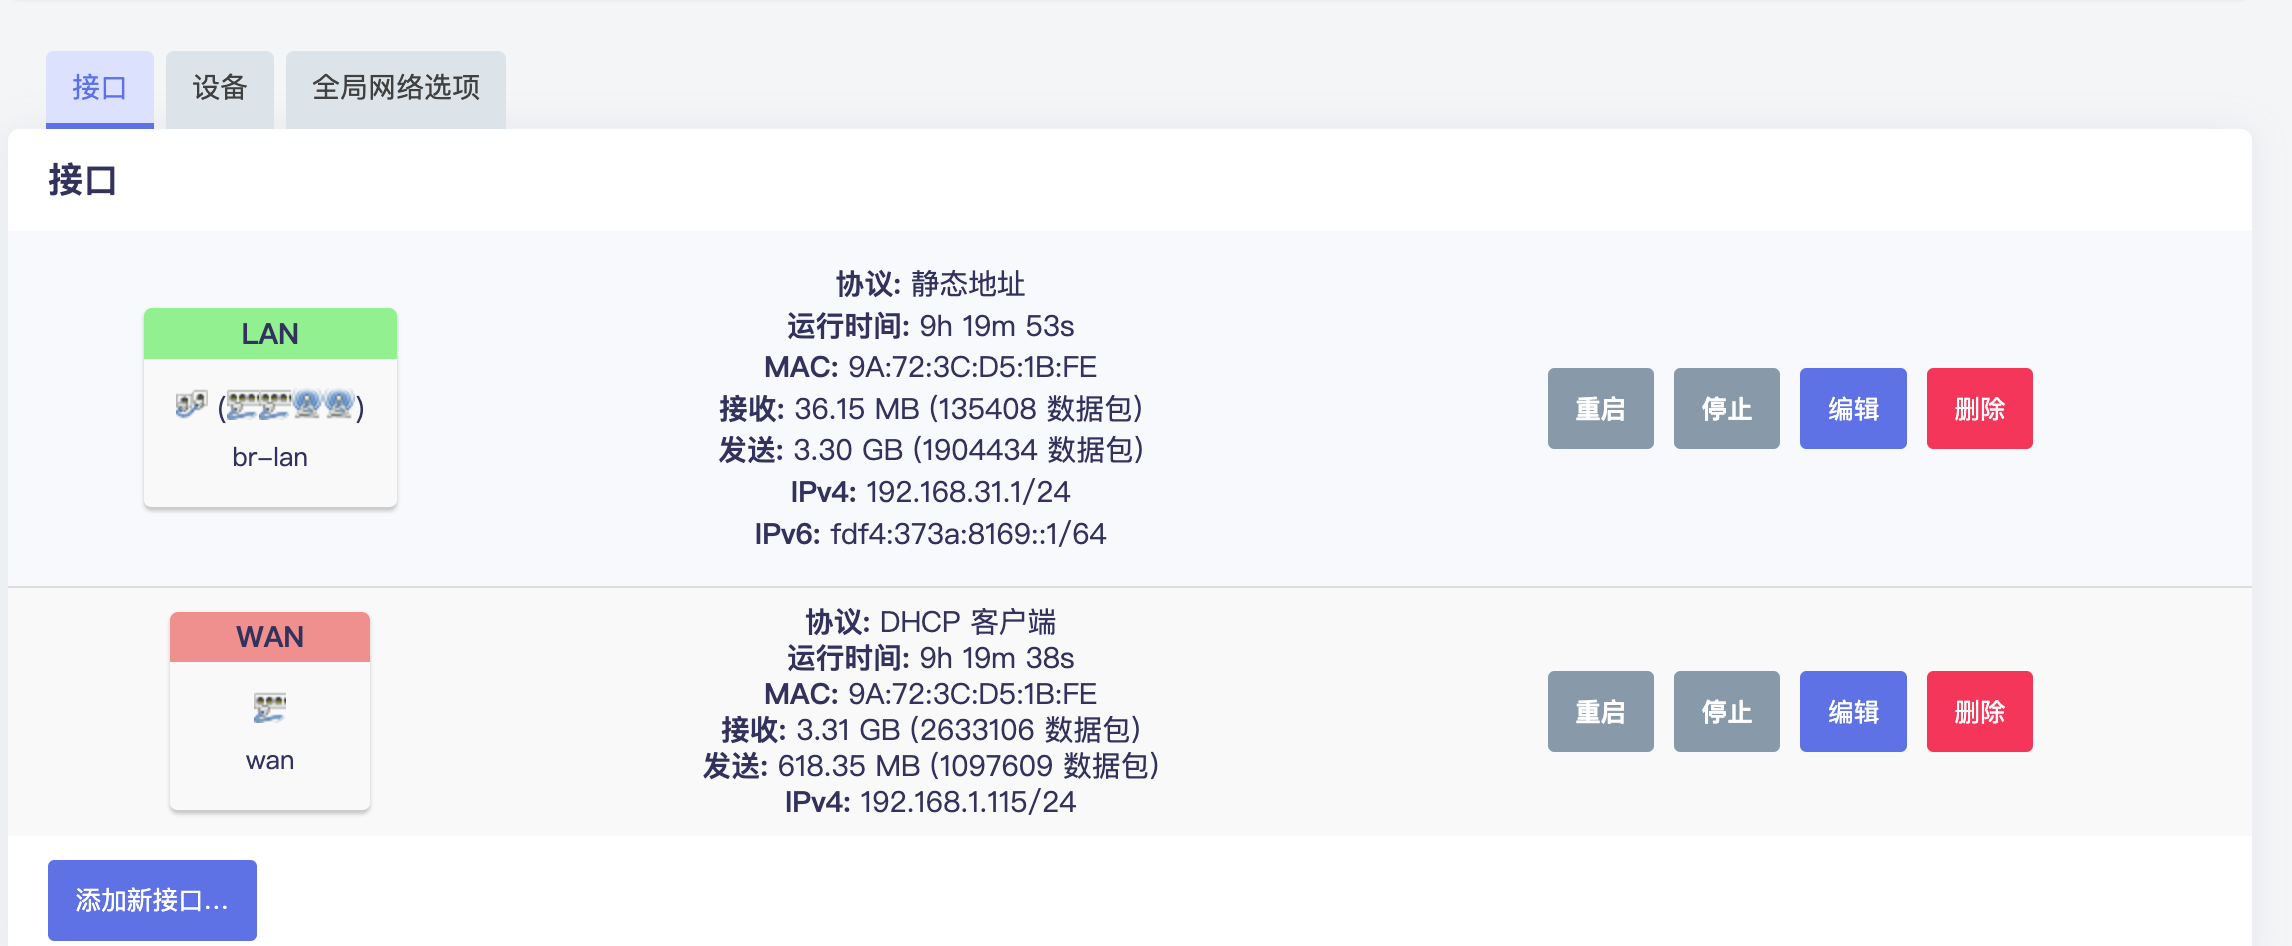 接口 设备 全局网络选项
接口
LAN
()
br-lan
协议: 静态地址
运行时间: 9h 19m 53s
MAC: 9A:72:3C:D5:1B:FE
接收: 36.15 MB (135408 数据包)
发送: 3.30 GB (1904434 数据包)
IPv4: 192.168.31.1/24
IPv6: fdf4:373a:8169::1/64
重启 停止 编辑 删除
WAN
wan
协议: DHCP 客户端
运行时间: 9h 19m 38s
MAC: 9A:72:3C:D5:1B:FE
接收: 3.31 GB (2633106 数据包)
发送: 618.35 MB (1097609 数据包)
IPv4: 192.168.1.115/24
重启 停止 编辑 删除
添加新接口...